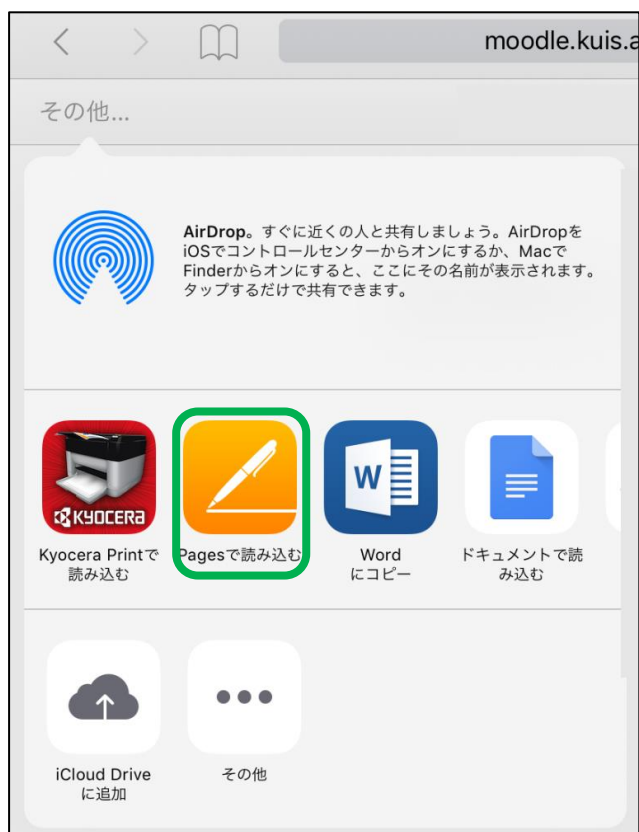 moodle.kuis.a
その他...
AirDrop。すぐに近くの人と共有しましょう。AirDropを
iOSでコントロールセンターからオンにするか、Macで
Finderからオンにすると、ここにその名前が表示されます。
タップするだけで共有できます。
KYOCERA
W
Kyocera Printで
読み込む
Pagesで読み込む
Word
にコピー
ドキュメントで読
み込む
iCloud Drive
に追加
その他